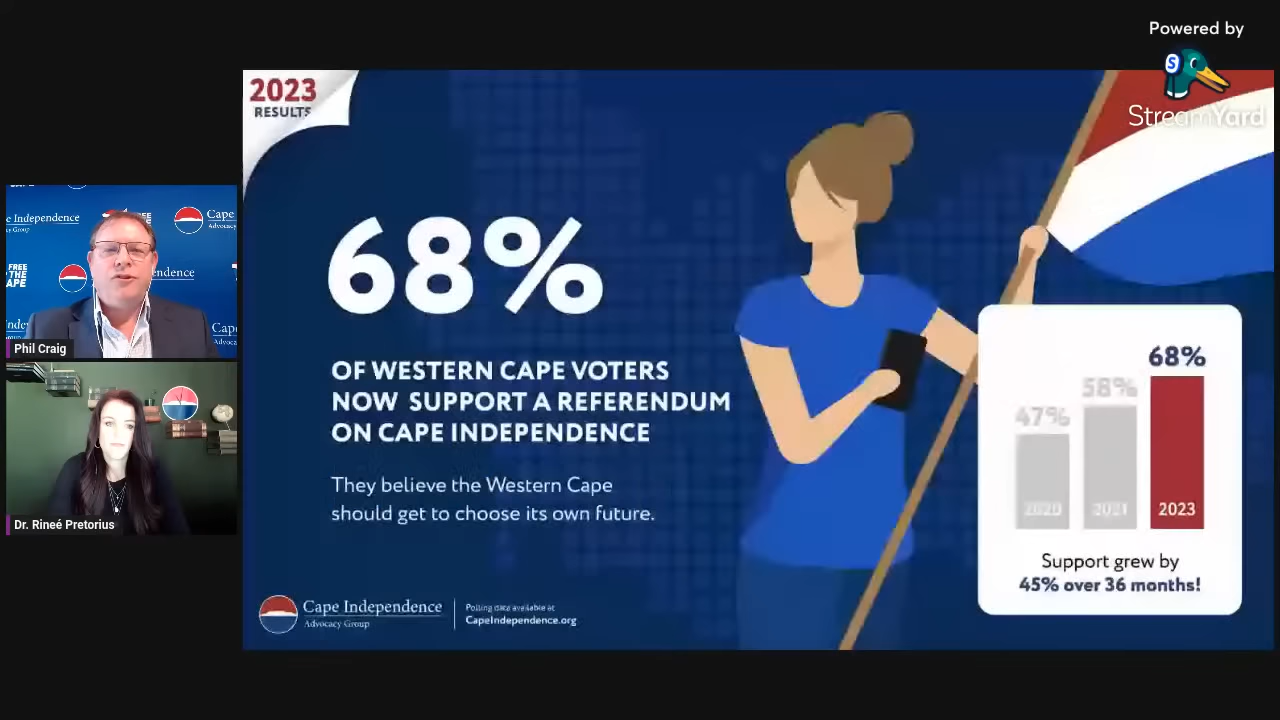 Powered by
StreamYard
2023
RESULTS
68%
OF WESTERN CAPE VOTERS
NOW SUPPORT A REFERENDUM
ON CAPE INDEPENDENCE
They believe the Western Cape
should get to choose its own future.
Cape Independence
Advocacy Group
Polling data available at
CapeIndependence.org
47%
58%
68%
2020
2021
2023
Support grew by
45% over 36 months!
e Independence
Cape
FREE
THE
CAPE
endence
Cape
Phil Craig
Dr. Rineé Pretorius